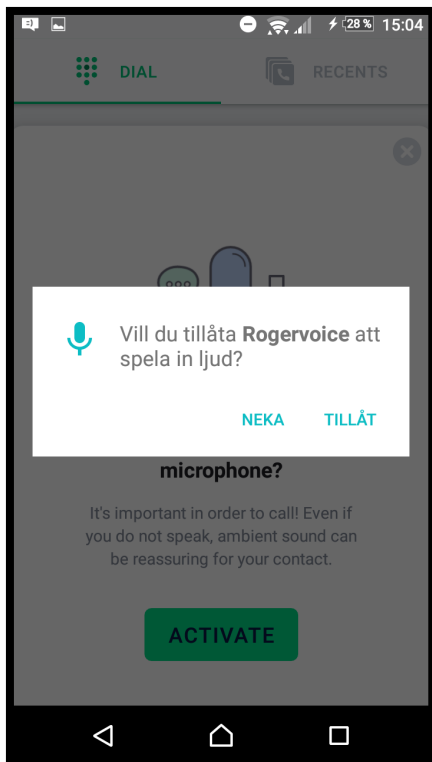 28 %
15:04
DIAL
RECENTS
Vill du tillåta Rogervoice att
spela in ljud?
NEKA
TILLÅT
microphone?
It's important in order to call! Even if
you do not speak, ambient sound can
be reassuring for your contact.
ACTIVATE